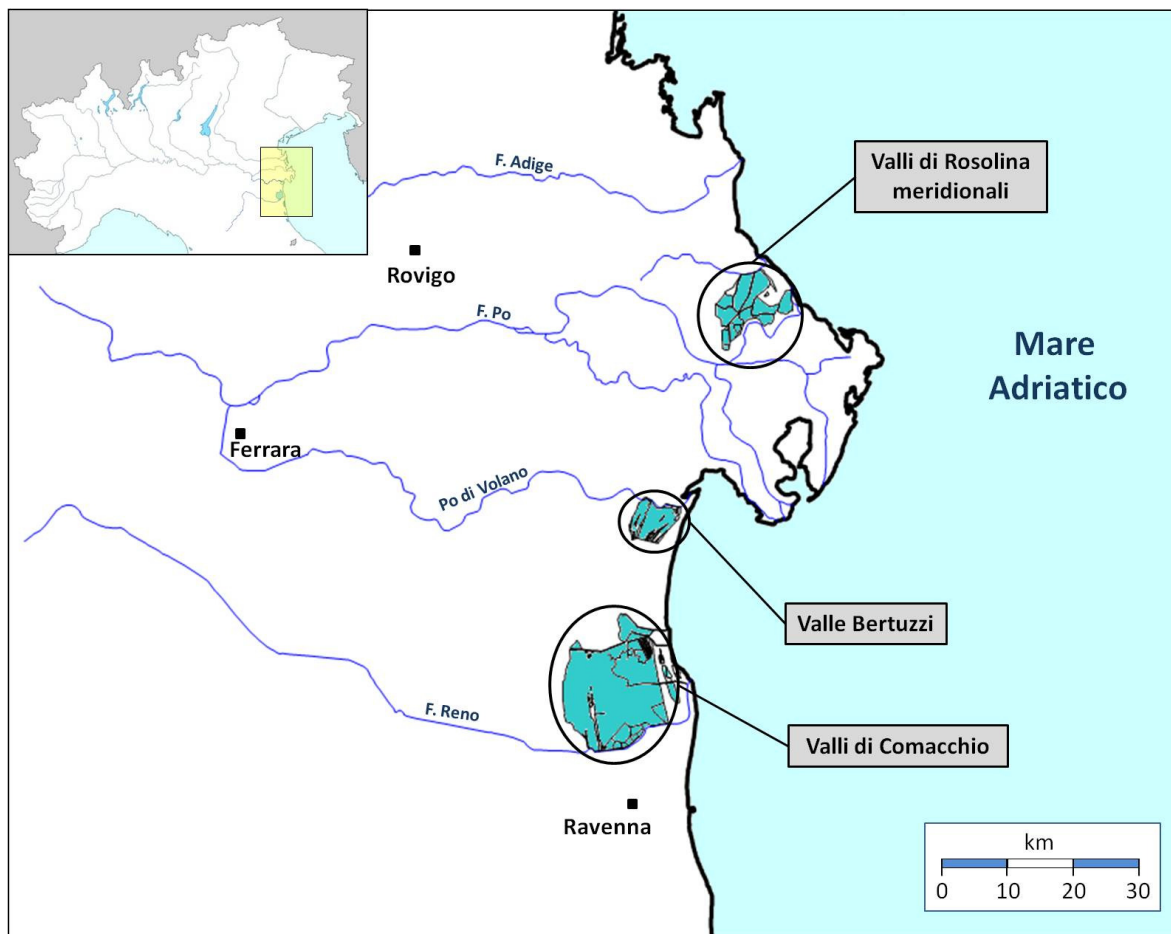 F. Adige
Valli di Rosolina
meridionali
Rovigo
F. Po
Mare
Adriatico
Ferrara
Po di Volano
Valle Bertuzzi
F. Reno
Valli di Comacchio
Ravenna
km
0 10 20 30